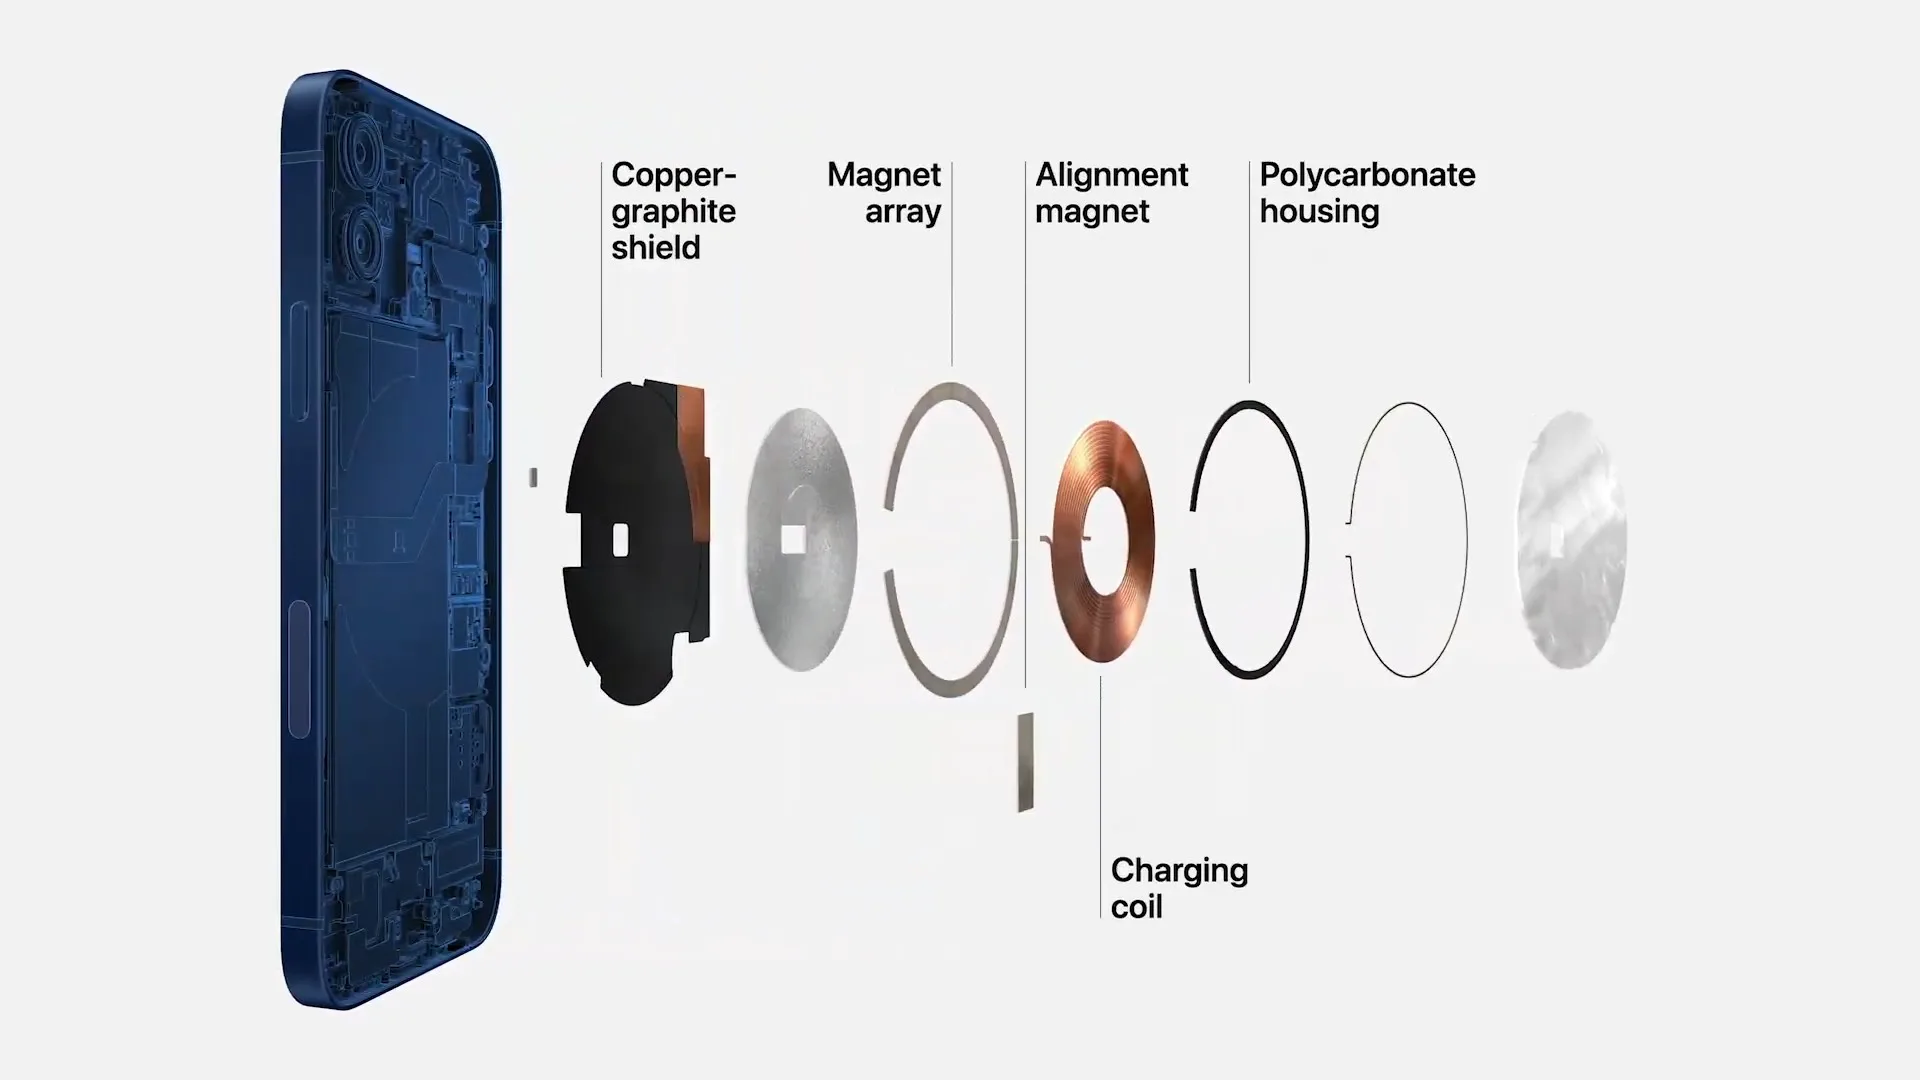 Copper-
graphite
shield
Magnet
array
Alignment
magnet
Polycarbonate
housing
Charging
coil